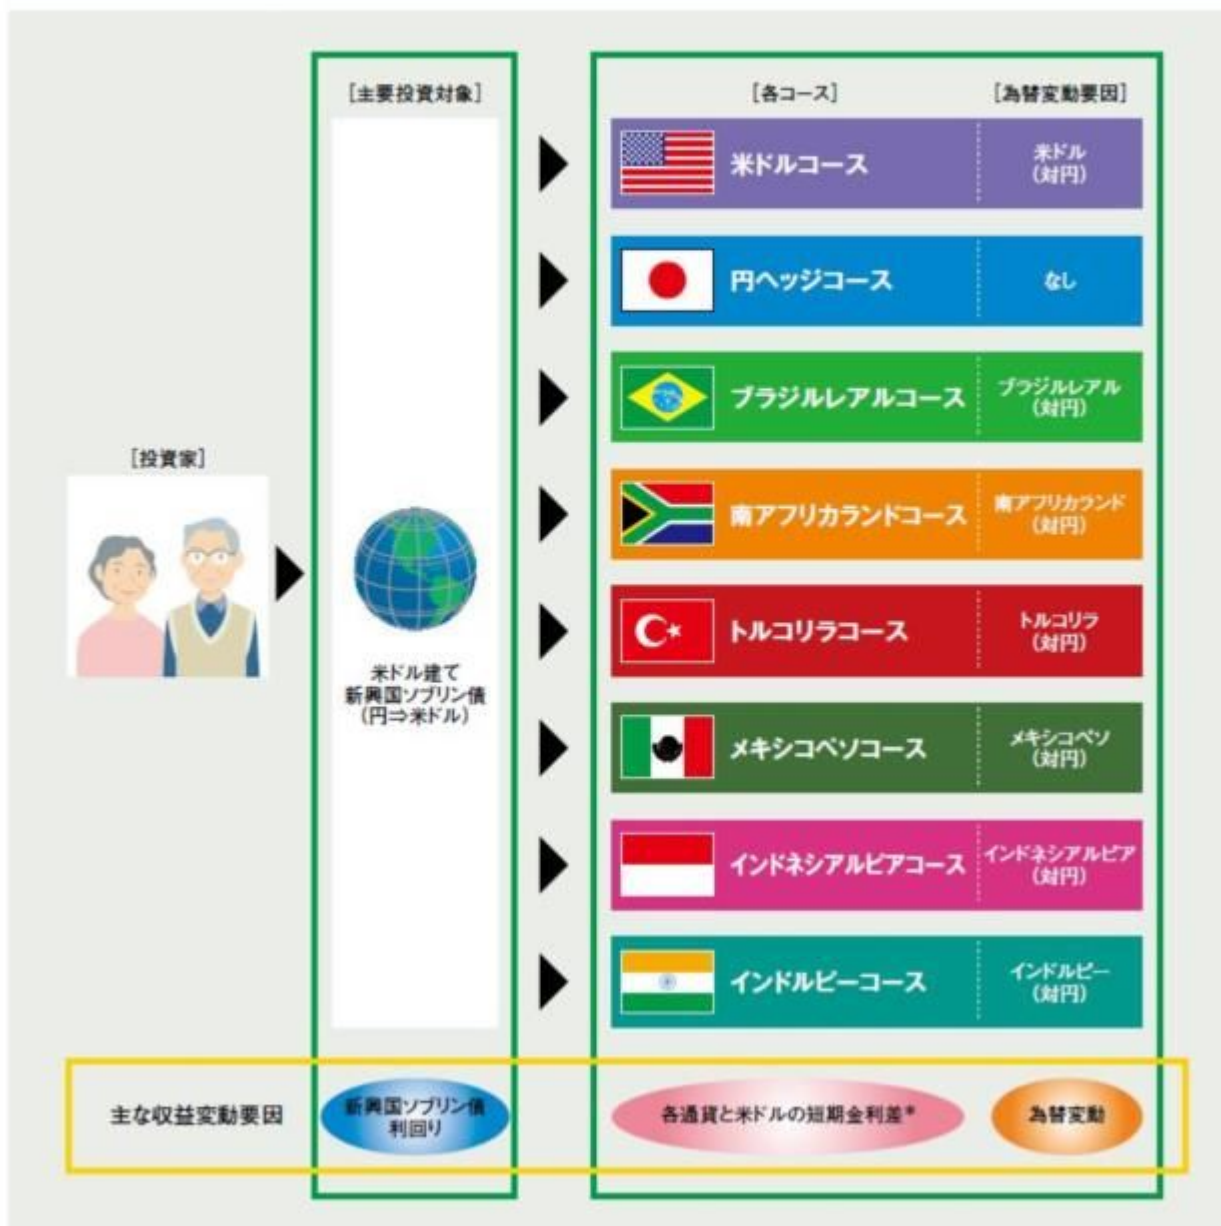 [主要投資対象]
[各コース]
[為替変動要因]
米ドルコース
米ドル
(対円)
円ヘッジコース
なし
ブラジルレアルコース
ブラジルレアル
(対円)
[投資家]
南アフリカランドコース
南アフリカランド
(対円)
トルコリラコース
トルコリラ
(対円)
米ドル建て
新興国ソブリン債
(円⇒米ドル)
メキシコペソコース
メキシコペソ
(対円)
インドネシアルピアコース
インドネシアルピア
(対円)
インドルピーコース
インドルピー
(対円)
主な収益変動要因
新興国ソブリン債
利回り
各通貨と米ドルの短期金利差*
為替変動